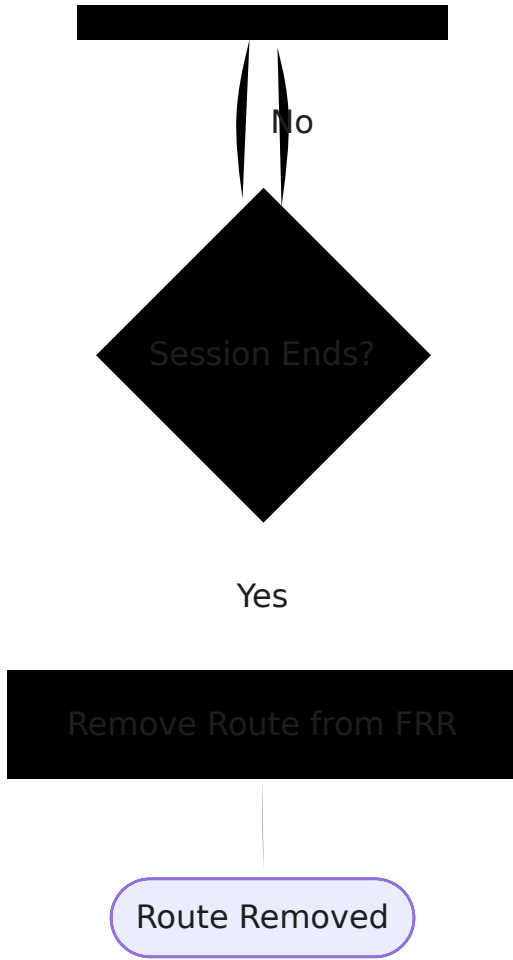 No
Session Ends?
Yes
Remove Route from FRR
Route Removed